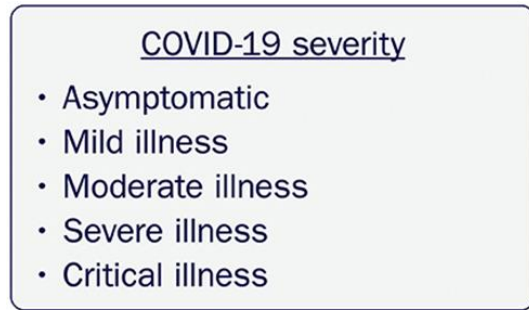 COVID-19 severity
• Asymptomatic
• Mild illness
• Moderate illness
• Severe illness
• Critical illness